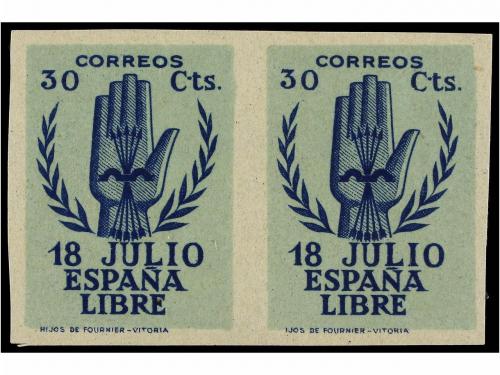 CORREOS
30 Cts.
18 JULIO
ESPAÑA
LIBRE
HIJOS DE FOURNIER-VITORIA
CORREOS
30 Cts.
18 JULIO
ESPAÑA
LIBRE
IJOS DE FOURNIER-VITORIA